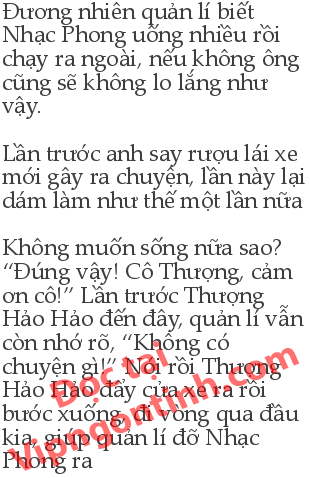 Đương nhiên quản lí biết
Nhạc Phong uống nhiều rồi
chạy ra ngoài, nếu không ông
cũng sẽ không lo lắng như
vậy.
Lần trước anh say rượu lái xe
mới gây ra chuyện, lần này lại
dám làm như thế một lần nữa
Không muốn sống nữa sao?
“Đúng vậy! Cô Thượng, cảm
ơn cô!” Lần trước Thượng
Hảo Hảo đến đây, quản lí vẫn
còn nhớ rõ, “Không có
chuyện gì!” Nói rồi Thượng
Hảo Hảo đẩy cửa xe ra rồi
bước xuống, đi vòng qua đầu
kia, giúp quản lí đỡ Nhạc
Phong ra
Đọc tại
Vipngontinh.com